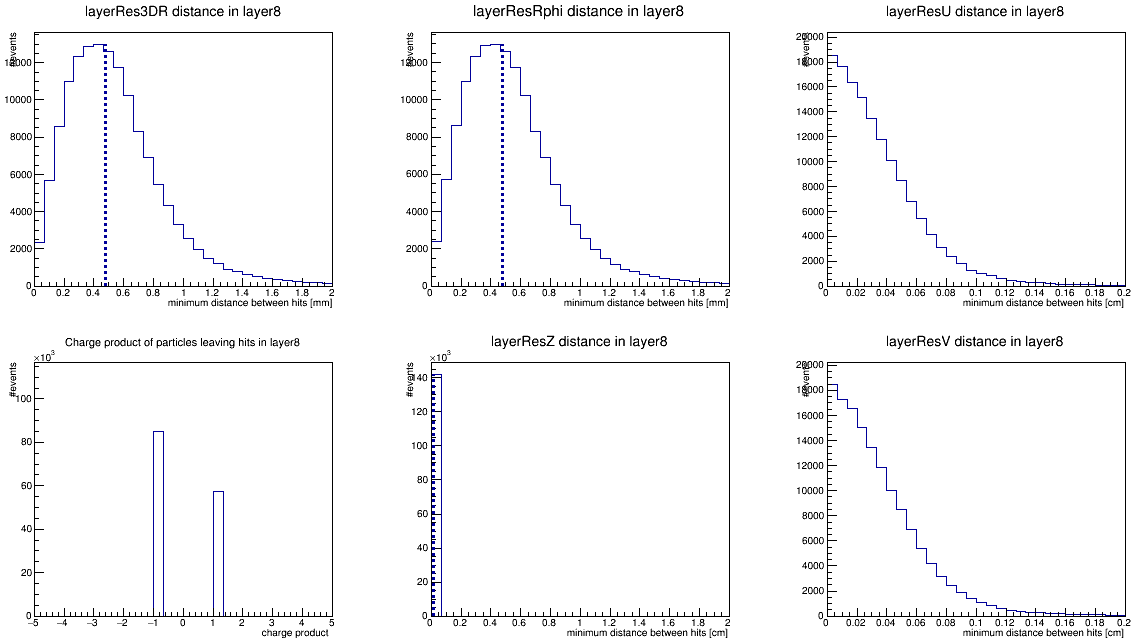 layerRes3DR distance in layer8
#events
12000
10000
8000
6000
4000
2000
0
0 0.2 0.4 0.6 0.8 1 1.2 1.4 1.6 1.8 2
minimum distance between hits [mm]
layerResRphi distance in layer8
#events
12000
10000
8000
6000
4000
2000
0
0 0.2 0.4 0.6 0.8 1 1.2 1.4 1.6 1.8 2
minimum distance between hits [cm]
layerResU distance in layer8
#events
20000
18000
16000
14000
12000
10000
8000
6000
4000
2000
0
0 0.02 0.04 0.06 0.08 0.1 0.12 0.14 0.16 0.18 0.2
minimum distance between hits [cm]
Charge product of particles leaving hits in layer8
×10³
#events
100
80
60
40
20
0
−5 −4 −3 −2 −1 0 1 2 3 4 5
charge product
layerResZ distance in layer8
×10³
#events
140
120
100
80
60
40
20
0
0 0.2 0.4 0.6 0.8 1 1.2 1.4 1.6 1.8 2
minimum distance between hits [cm]
layerResV distance in layer8
#events
20000
18000
16000
14000
12000
10000
8000
6000
4000
2000
0
0 0.02 0.04 0.06 0.08 0.1 0.12 0.14 0.16 0.18 0.2
minimum distance between hits [cm]